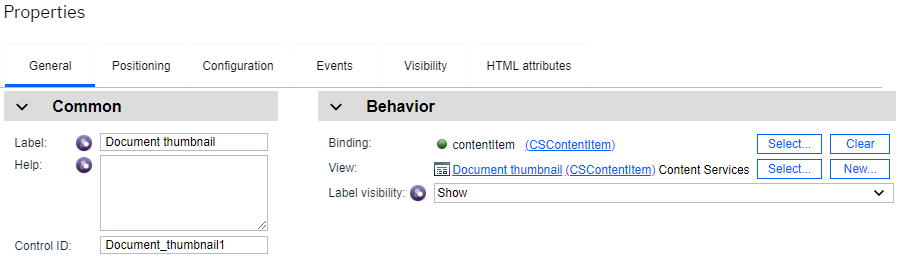 Properties
General Positioning Configuration Events Visibility HTML attributes
Common
Label: Document thumbnail
Help:
Control ID: Document_thumbnail1
Behavior
Binding: contentItem (CSContentItem) Select... Clear
View: Document thumbnail (CSContentItem) Content Services Select... New...
Label visibility: Show